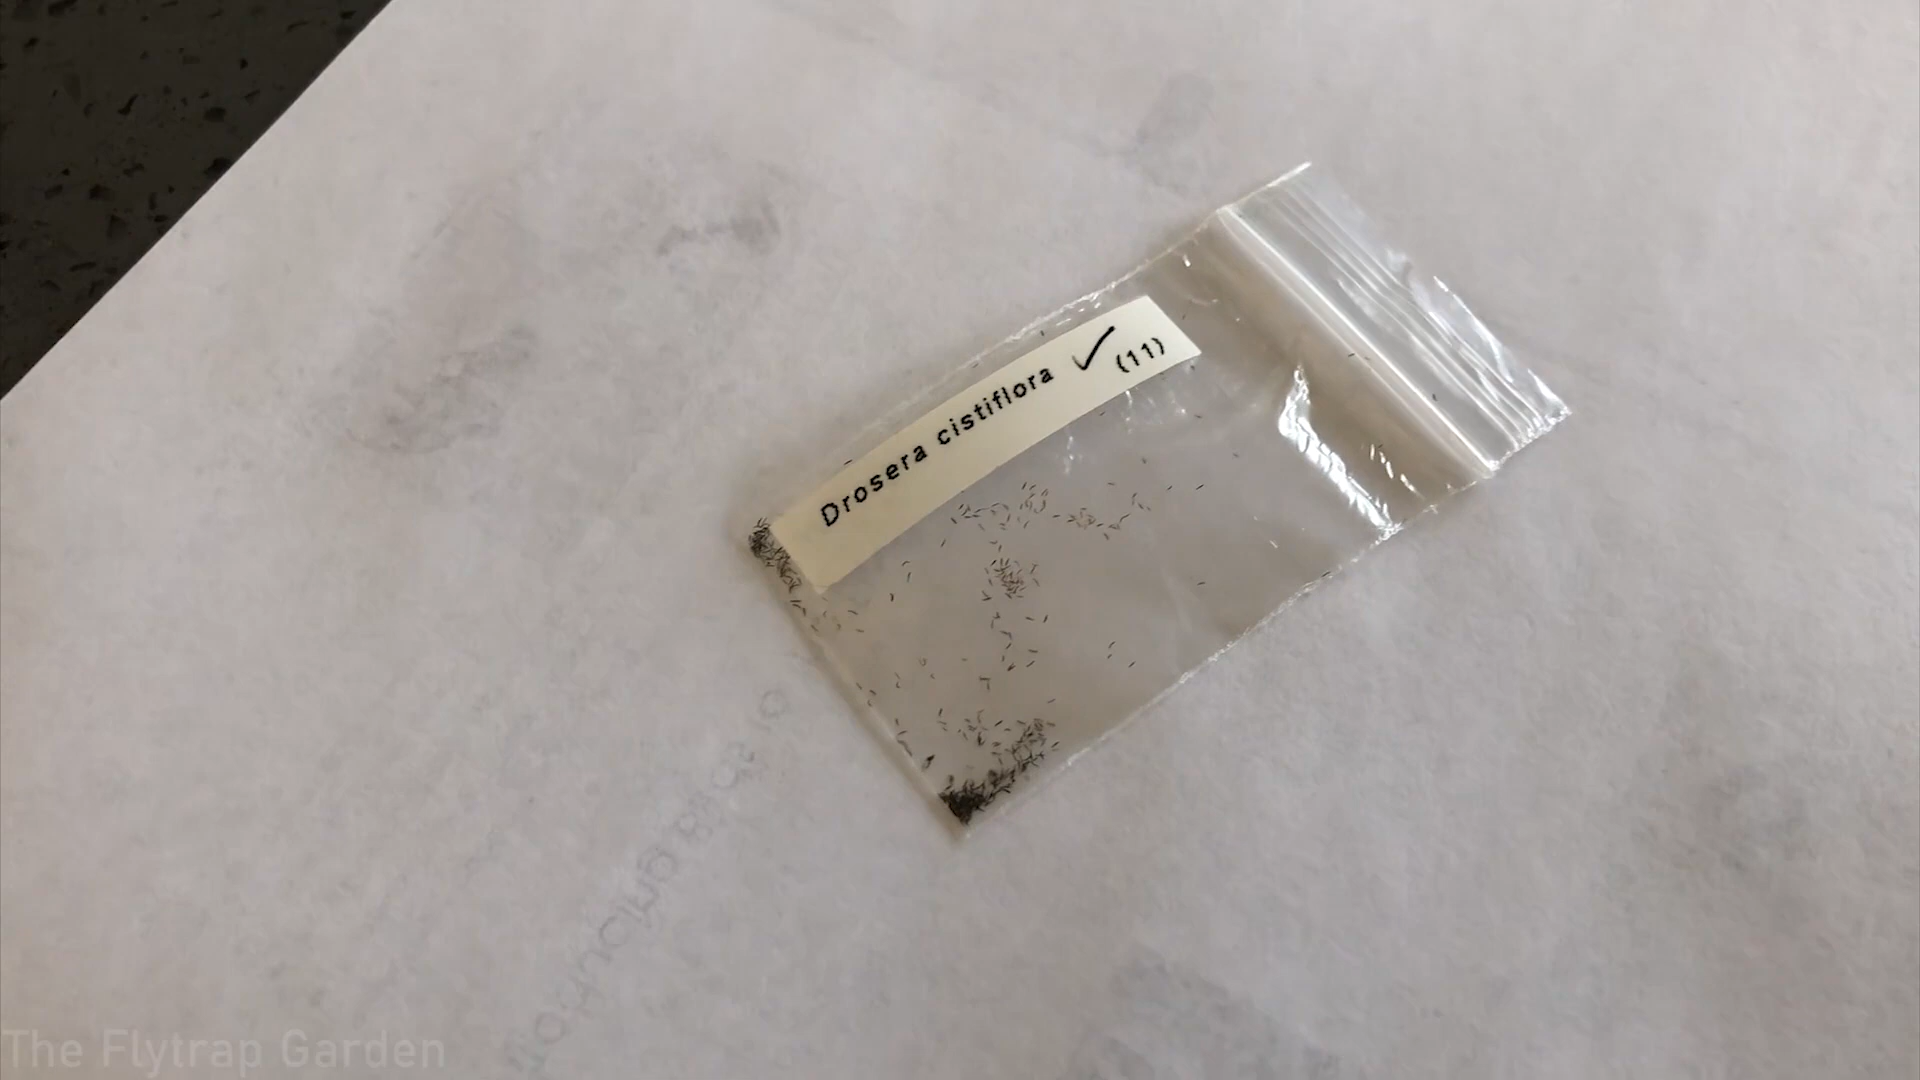 Drosera cistiflora ✓ (11)
The Flytrap Garden